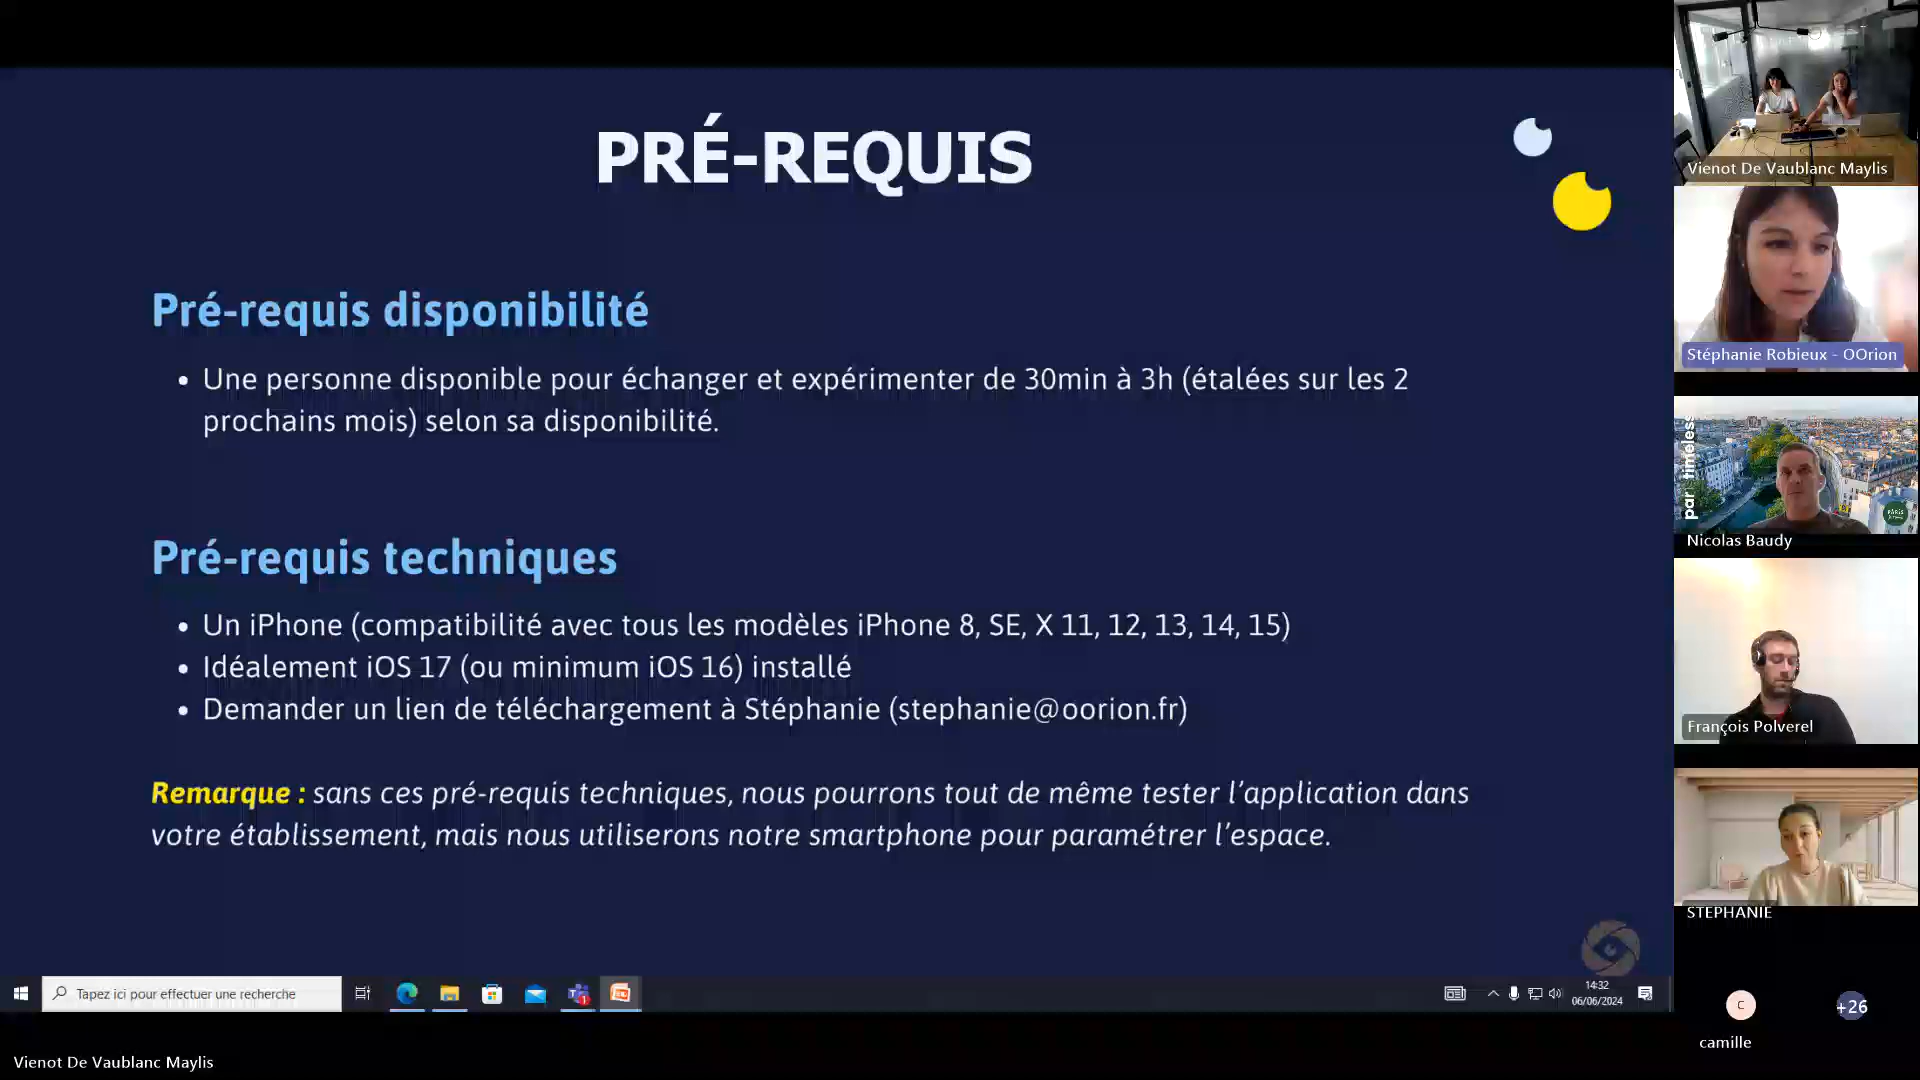 PRÉ-REQUIS
Pré-requis disponibilité
• Une personne disponible pour échanger et expérimenter de 30min à 3h (étalées sur les 2
prochains mois) selon sa disponibilité.
Pré-requis techniques
• Un iPhone (compatibilité avec tous les modèles iPhone 8, SE, X 11, 12, 13, 14, 15)
• Idéalement iOS 17 (ou minimum iOS 16) installé
• Demander un lien de téléchargement à Stéphanie (stephanie@oorion.fr)
Remarque : sans ces pré-requis techniques, nous pourrons tout de même tester l'application dans
votre établissement, mais nous utiliserons notre smartphone pour paramétrer l'espace.
Tapez ici pour effectuer une recherche
1
14:32
06/06/2024
Vienot De Vaublanc Maylis
Vienot De Vaublanc Maylis
Stéphanie Robieux - OOrion
timeless
PARIS
Nicolas Baudy
François Polverel
STEPHANIE
C
camille
+26